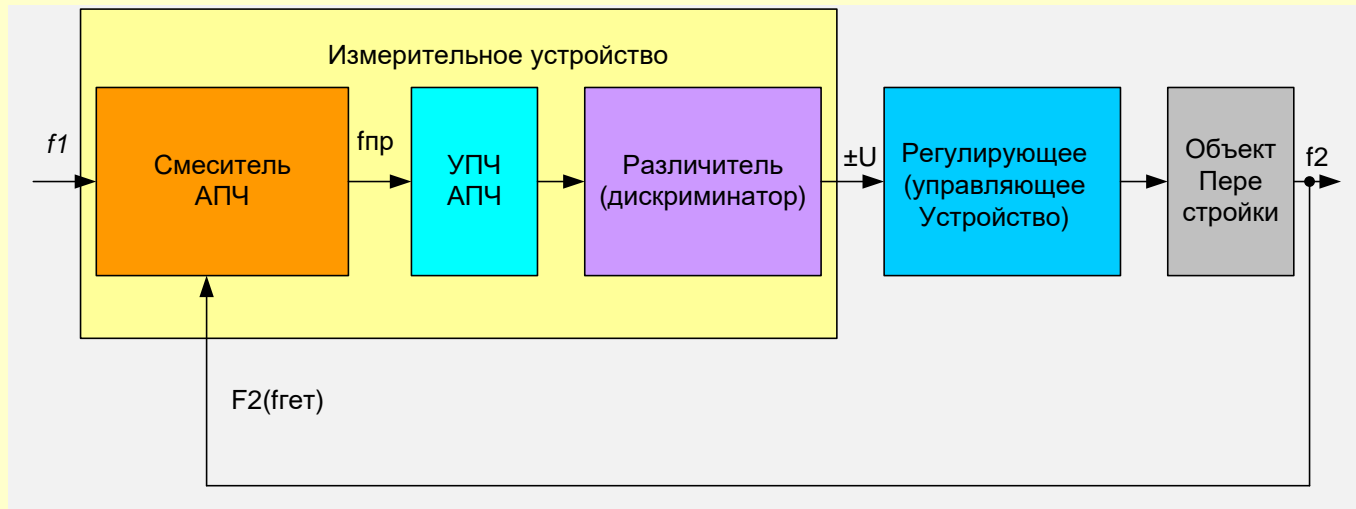 Измерительное устройство
f1
Смеситель
АПЧ
fпр
УПЧ
АПЧ
Различитель
(дискриминатор)
±U
Регулирующее
(управляющее
Устройство)
Объект
Пере
стройки
f2
F2(fгет)